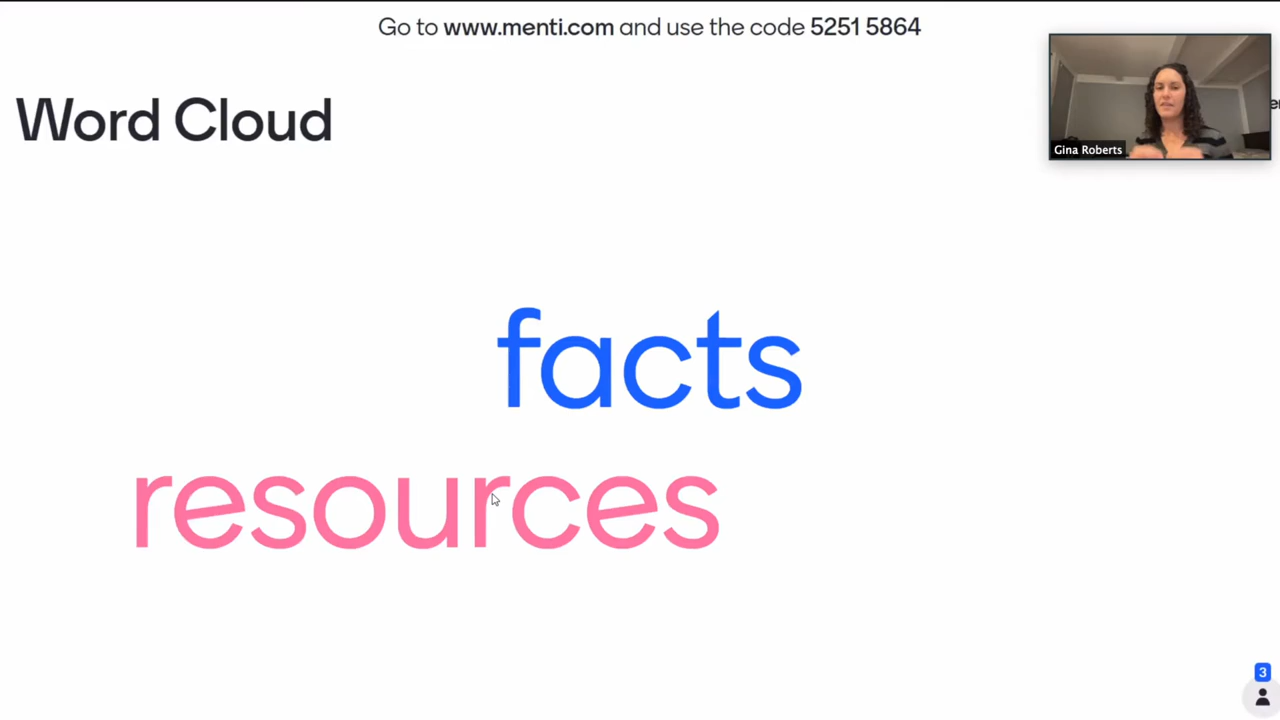 Go to www.menti.com and use the code 5251 5864
Word Cloud
Gina Roberts
facts
resources
3